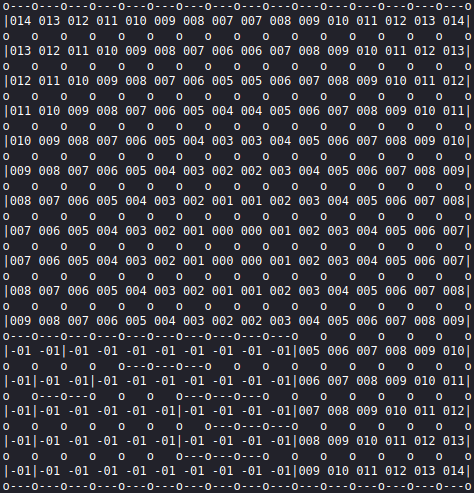 o---o---o---o---o---o---o---o---o---o---o---o---o---o---o---o---o
|014 013 012 011 010 009 008 007 007 008 009 010 011 012 013 014|
o   o   o   o   o   o   o   o   o   o   o   o   o   o   o   o   o
|013 012 011 010 009 008 007 006 006 007 008 009 010 011 012 013|
o   o   o   o   o   o   o   o   o   o   o   o   o   o   o   o   o
|012 011 010 009 008 007 006 005 005 006 007 008 009 010 011 012|
o   o   o   o   o   o   o   o   o   o   o   o   o   o   o   o   o
|011 010 009 008 007 006 005 004 004 005 006 007 008 009 010 011|
o   o   o   o   o   o   o   o   o   o   o   o   o   o   o   o   o
|010 009 008 007 006 005 004 003 003 004 005 006 007 008 009 010|
o   o   o   o   o   o   o   o   o   o   o   o   o   o   o   o   o
|009 008 007 006 005 004 003 002 002 003 004 005 006 007 008 009|
o   o   o   o   o   o   o   o   o   o   o   o   o   o   o   o   o
|008 007 006 005 004 003 002 001 001 002 003 004 005 006 007 008|
o   o   o   o   o   o   o   o   o   o   o   o   o   o   o   o   o
|007 006 005 004 003 002 001 000 000 001 002 003 004 005 006 007|
o   o   o   o   o   o   o   o   o   o   o   o   o   o   o   o   o
|007 006 005 004 003 002 001 000 000 001 002 003 004 005 006 007|
o   o   o   o   o   o   o   o   o   o   o   o   o   o   o   o   o
|008 007 006 005 004 003 002 001 001 002 003 004 005 006 007 008|
o   o   o   o   o   o   o   o   o   o   o   o   o   o   o   o   o
|009 008 007 006 005 004 003 002 002 003 004 005 006 007 008 009|
o---o---o---o---o---o---o---o---o---o---o   o   o   o   o   o   o
|-01 -01|-01 -01 -01 -01 -01 -01 -01 -01|005 006 007 008 009 010|
o   o   o   o   o---o---o---o   o   o   o   o   o   o   o   o   o
|-01|-01 -01|-01 -01 -01 -01 -01 -01 -01|006 007 008 009 010 011|
o   o---o---o   o   o   o   o---o---o   o   o   o   o   o   o   o
|-01|-01 -01 -01 -01 -01|-01 -01 -01 -01|007 008 009 010 011 012|
o   o   o   o   o   o   o   o---o---o---o   o   o   o   o   o   o
|-01|-01 -01 -01 -01 -01|-01 -01 -01 -01|008 009 010 011 012 013|
o   o   o   o   o   o   o---o---o---o   o   o   o   o   o   o   o
|-01|-01 -01 -01 -01 -01 -01 -01 -01 -01|009 010 011 012 013 014|
o---o---o---o---o---o---o---o---o---o---o---o---o---o---o---o---o